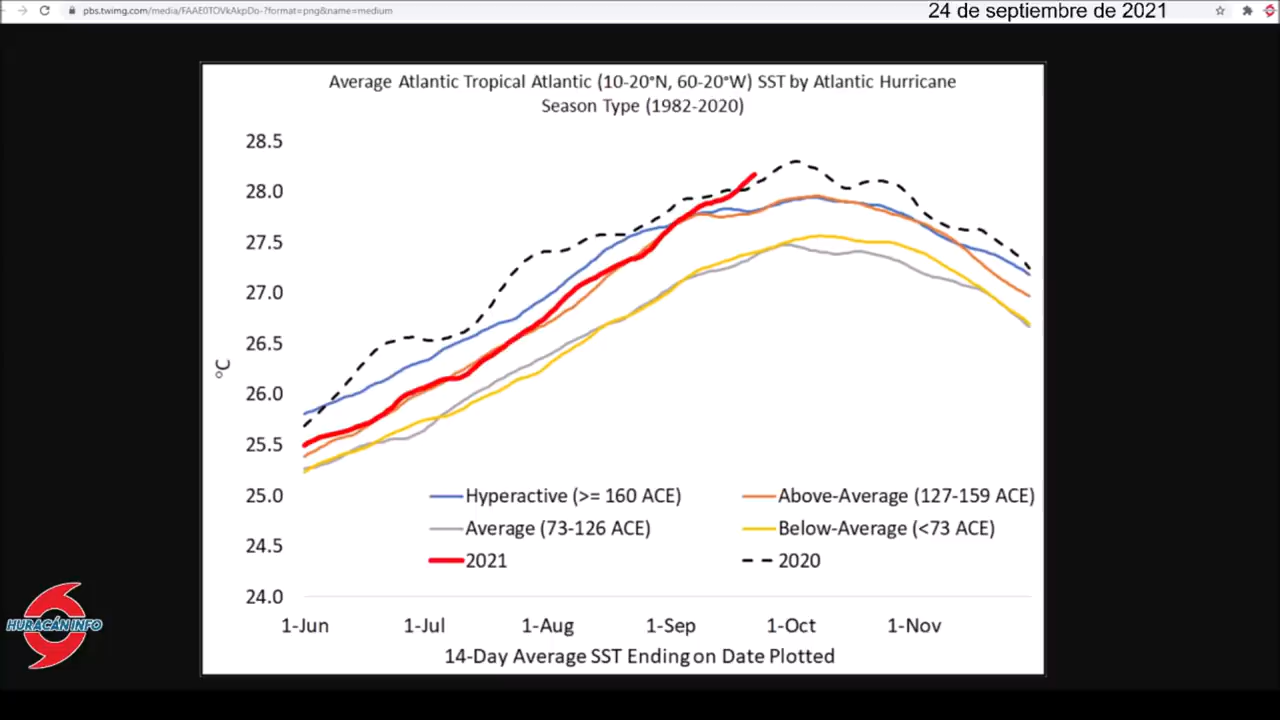 pbs.twimg.com/media/FAAE0TOVkAkpDo-?format=png&name=medium
24 de septiembre de 2021
Average Atlantic Tropical Atlantic (10-20°N, 60-20°W) SST by Atlantic Hurricane
Season Type (1982-2020)
28.5
28.0
27.5
27.0
26.5
26.0
25.5
25.0
24.5
24.0
°C
Hyperactive (>= 160 ACE)
Above-Average (127-159 ACE)
Average (73-126 ACE)
Below-Average (<73 ACE)
2021
2020
1-Jun
1-Jul
1-Aug
1-Sep
1-Oct
1-Nov
14-Day Average SST Ending on Date Plotted
HURACÁN INFO